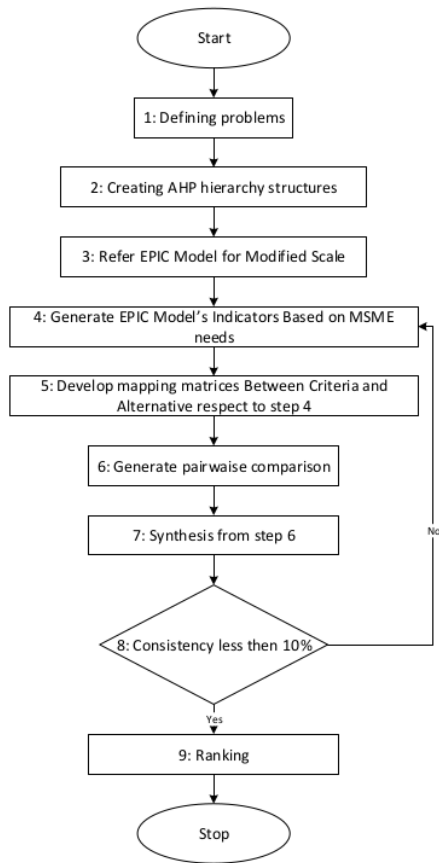 Start
1: Defining problems
2: Creating AHP hierarchy structures
3: Refer EPIC Model for Modified Scale
4: Generate EPIC Model's Indicators Based on MSME
needs
5: Develop mapping matrices Between Criteria and
Alternative respect to step 4
6: Generate pairwaise comparison
7: Synthesis from step 6
No
8: Consistency less then 10%
Yes
9: Ranking
Stop